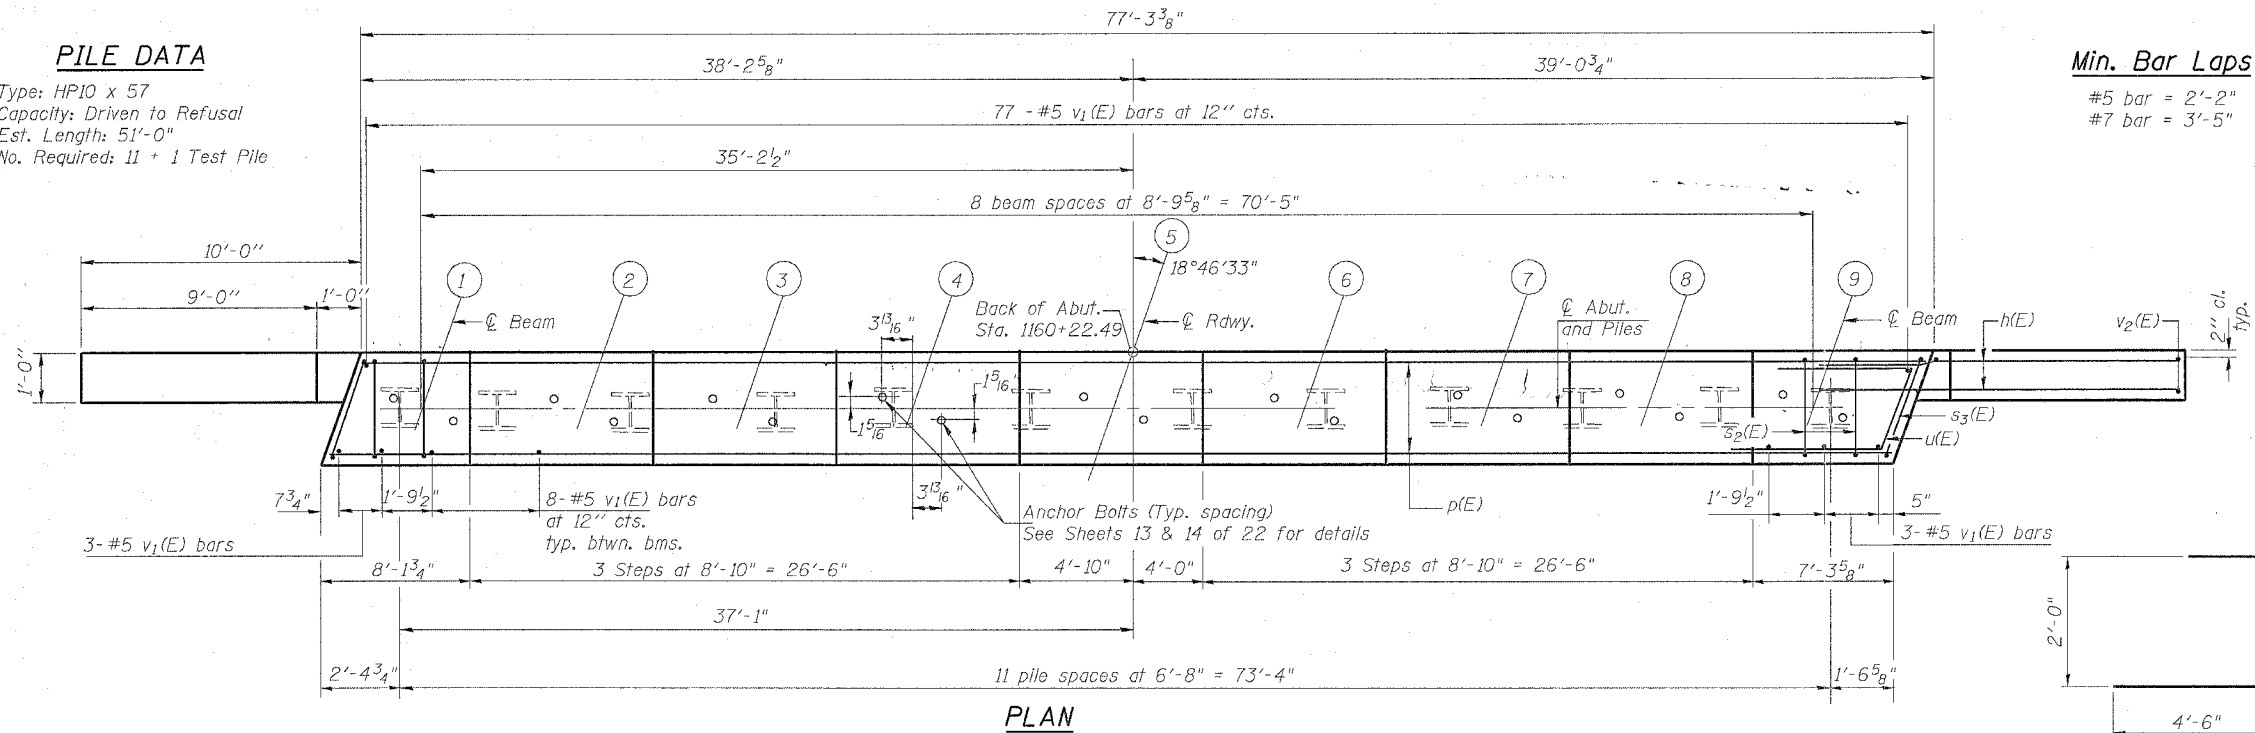 77'-3 3/8"
PILE DATA
Type: HP10 x 57
Capacity: Driven to Refusal
Est. Length: 51'-0"
No. Required: 11 + 1 Test Pile
38'-2 5/8"
39'-0 3/4"
Min. Bar Laps
#5 bar = 2'-2"
#7 bar = 3'-5"
77 - #5 v1(E) bars at 12" cts.
35'-2 1/2"
8 beam spaces at 8'-9 5/8" = 70'-5"
10'-0"
9'-0"
1'-0"
1
2
3
4
5
6
7
8
9
18°46'33"
℄ Beam
3 13/16"
Back of Abut.
Sta. 1160+22.49
℄ Rdwy.
℄ Abut.
and Piles
℄ Beam
h(E)
v2(E)
2" cl.
typ.
1'-0"
1 5/16"
1 5/16
s2(E)
s3(E)
u(E)
7 3/4"
1'-9 1/2"
8- #5 v1(E) bars
at 12" cts.
typ. btwn. bms.
3 13/16"
Anchor Bolts (Typ. spacing)
See Sheets 13 & 14 of 22 for details
p(E)
1'-9 1/2"
5"
3- #5 v1(E) bars
3- #5 v1(E) bars
8'-1 3/4"
3 Steps at 8'-10" = 26'-6"
4'-10"
4'-0"
3 Steps at 8'-10" = 26'-6"
7'-3 5/8"
37'-1"
2'-0"
2'-4 3/4"
11 pile spaces at 6'-8" = 73'-4"
1'-6 5/8"
PLAN
4'-6"